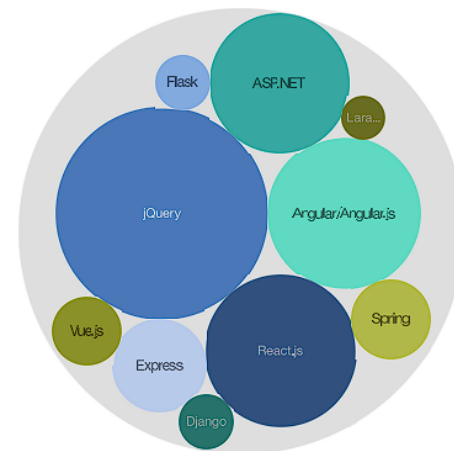 Flask
ASP.NET
Lara...
jQuery
Angular/Angular.js
Vue.js
Spring
Express
React.js
Django